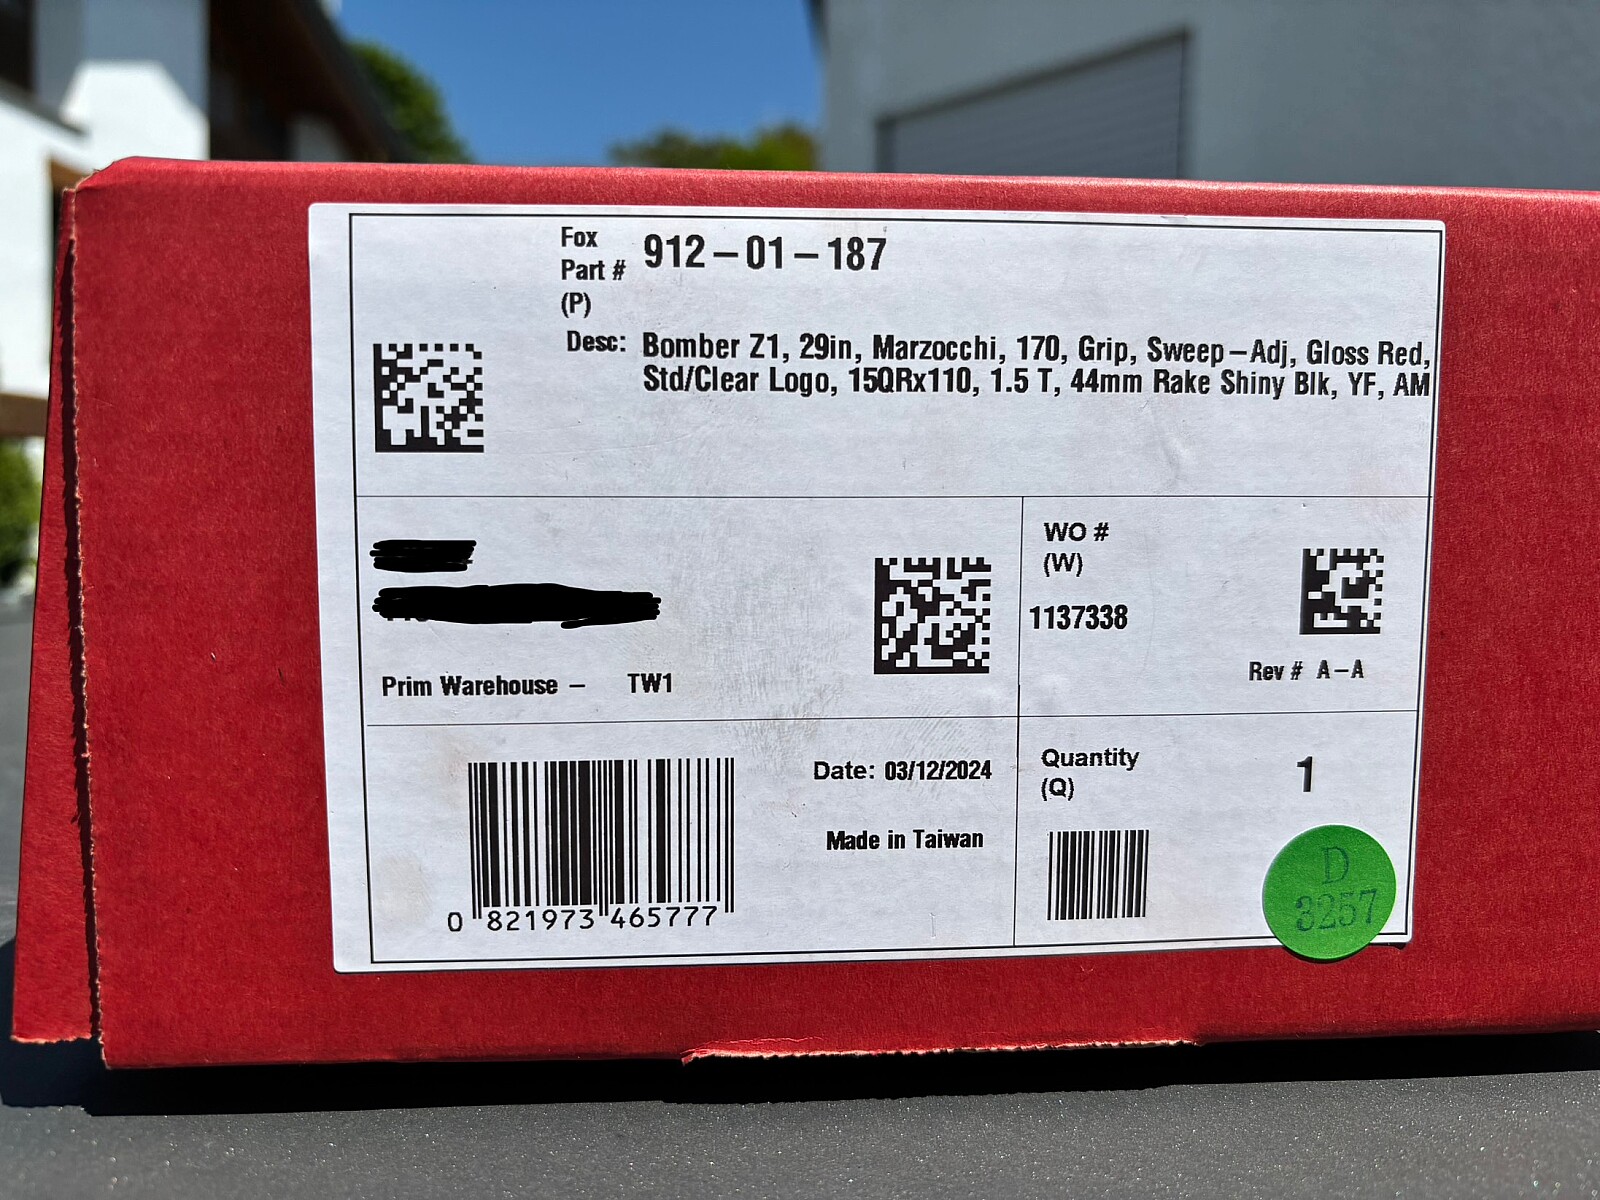 Fox
Part #
(P)
912-01-187
Desc: Bomber Z1, 29in, Marzocchi, 170, Grip, Sweep-Adj, Gloss Red,
Std/Clear Logo, 15QRx110, 1.5 T, 44mm Rake Shiny Blk, YF, AM
WO #
(W)
1137338
Rev # A-A
Prim Warehouse - TW1
Date: 03/12/2024
Made in Taiwan
0 821973 465777
Quantity
(Q)
1
D
3257